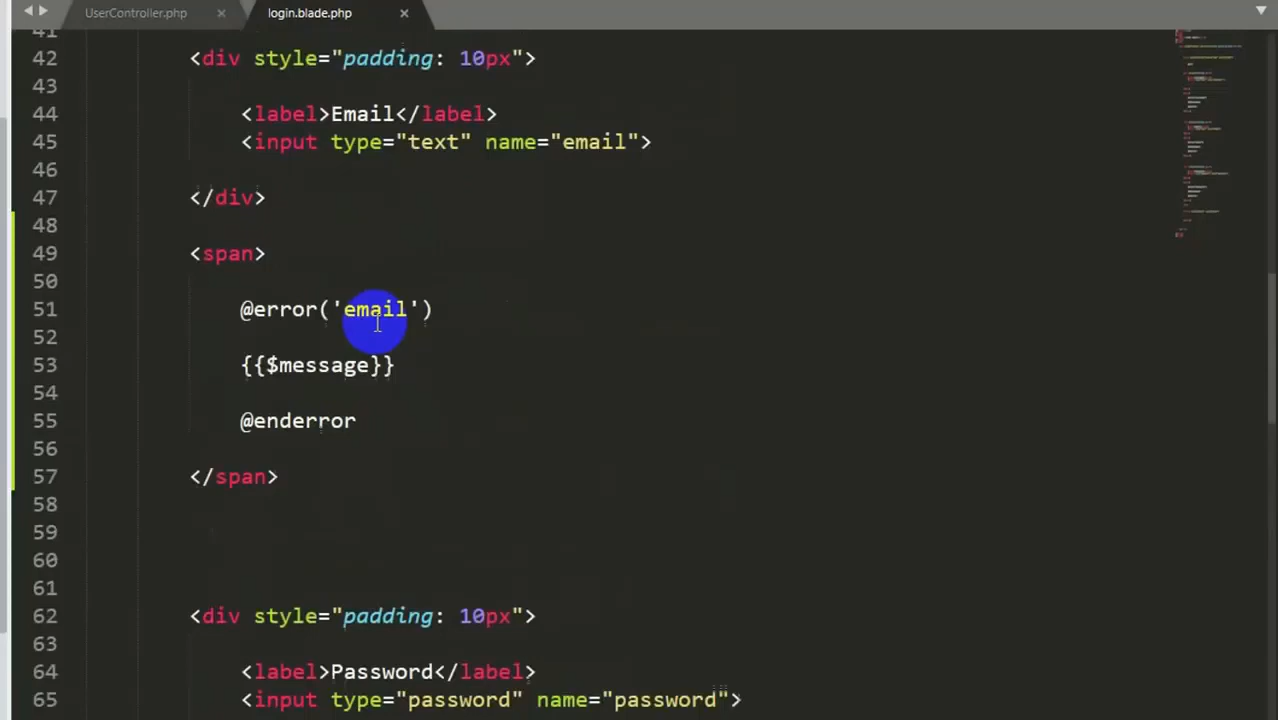 UserController.php × login.blade.php ×
41
42 <div style="padding: 10px">
43
44 <label>Email</label>
45 <input type="text" name="email">
46
47 </div>
48
49 <span>
50
51 @error('email')
52
53 {{$message}}
54
55 @enderror
56
57 </span>
58
59
60
61
62 <div style="padding: 10px">
63
64 <label>Password</label>
65 <input type="password" name="password">